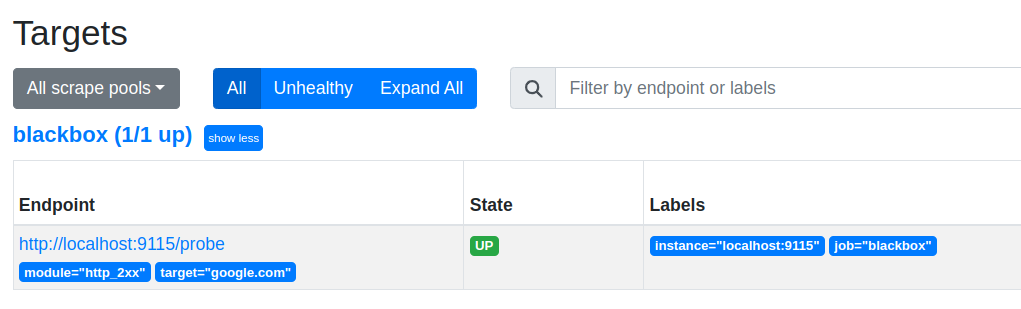 Targets
All scrape pools All Unhealthy Expand All Filter by endpoint or labels
blackbox (1/1 up) show less
Endpoint State Labels
http://localhost:9115/probe UP instance="localhost:9115" job="blackbox"
module="http_2xx" target="google.com"